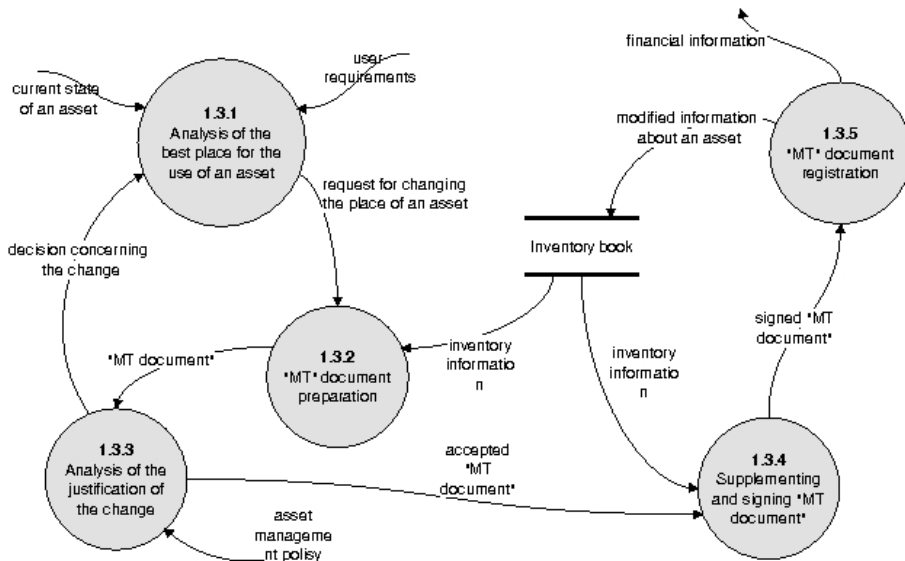 financial information
current state
of an asset
user
requirements
1.3.1
Analysis of the
best place for the
use of an asset
modified information
about an asset
1.3.5
"MT" document
registration
request for changing
the place of an asset
decision concerning
the change
Inventory book
1.3.2
"MT" document
preparation
"MT document"
inventory
informatio
n
inventory
informatio
n
signed "MT
document"
1.3.3
Analysis of the
justification of
the change
accepted
"MT
document"
1.3.4
Supplementing
and signing "MT
document"
asset
manageme
nt polisy